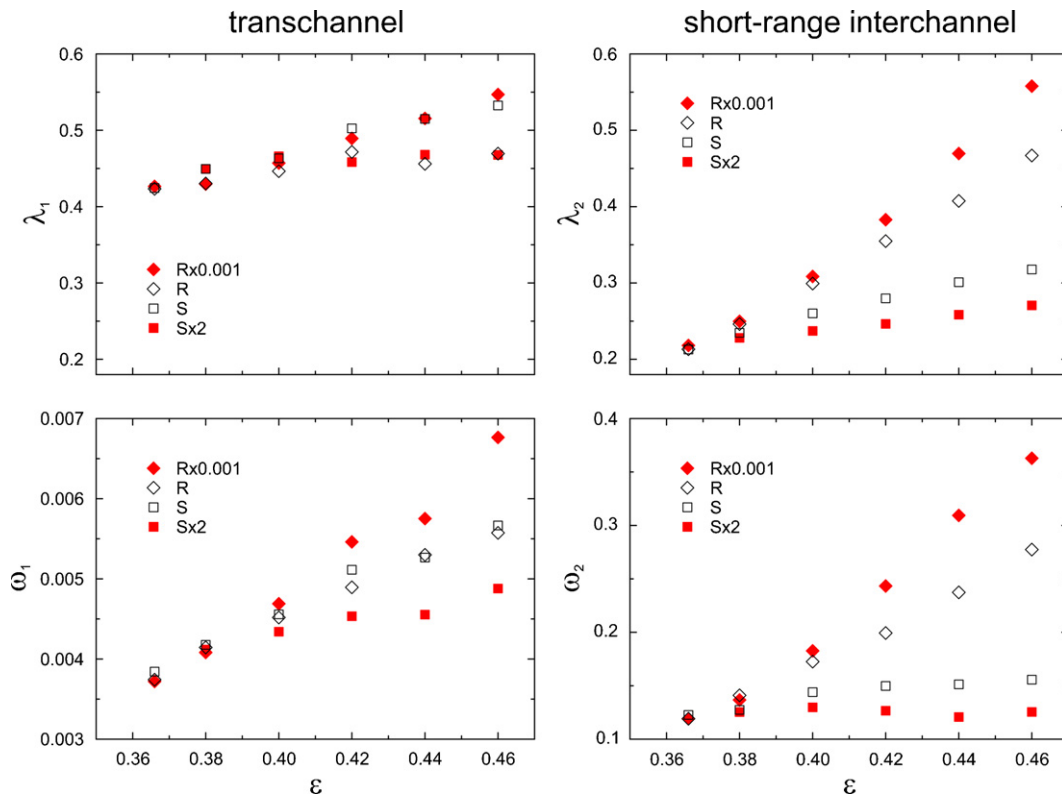 transchannel
short-range interchannel
0.6
0.5
0.4
0.3
0.2
λ1
Rx0.001
R
S
Sx2
0.6
0.5
0.4
0.3
0.2
λ2
Rx0.001
R
S
Sx2
0.007
0.006
0.005
0.004
0.003
ω1
Rx0.001
R
S
Sx2
0.36 0.38 0.40 0.42 0.44 0.46
ε
0.4
0.3
0.2
0.1
ω2
Rx0.001
R
S
Sx2
0.36 0.38 0.40 0.42 0.44 0.46
ε